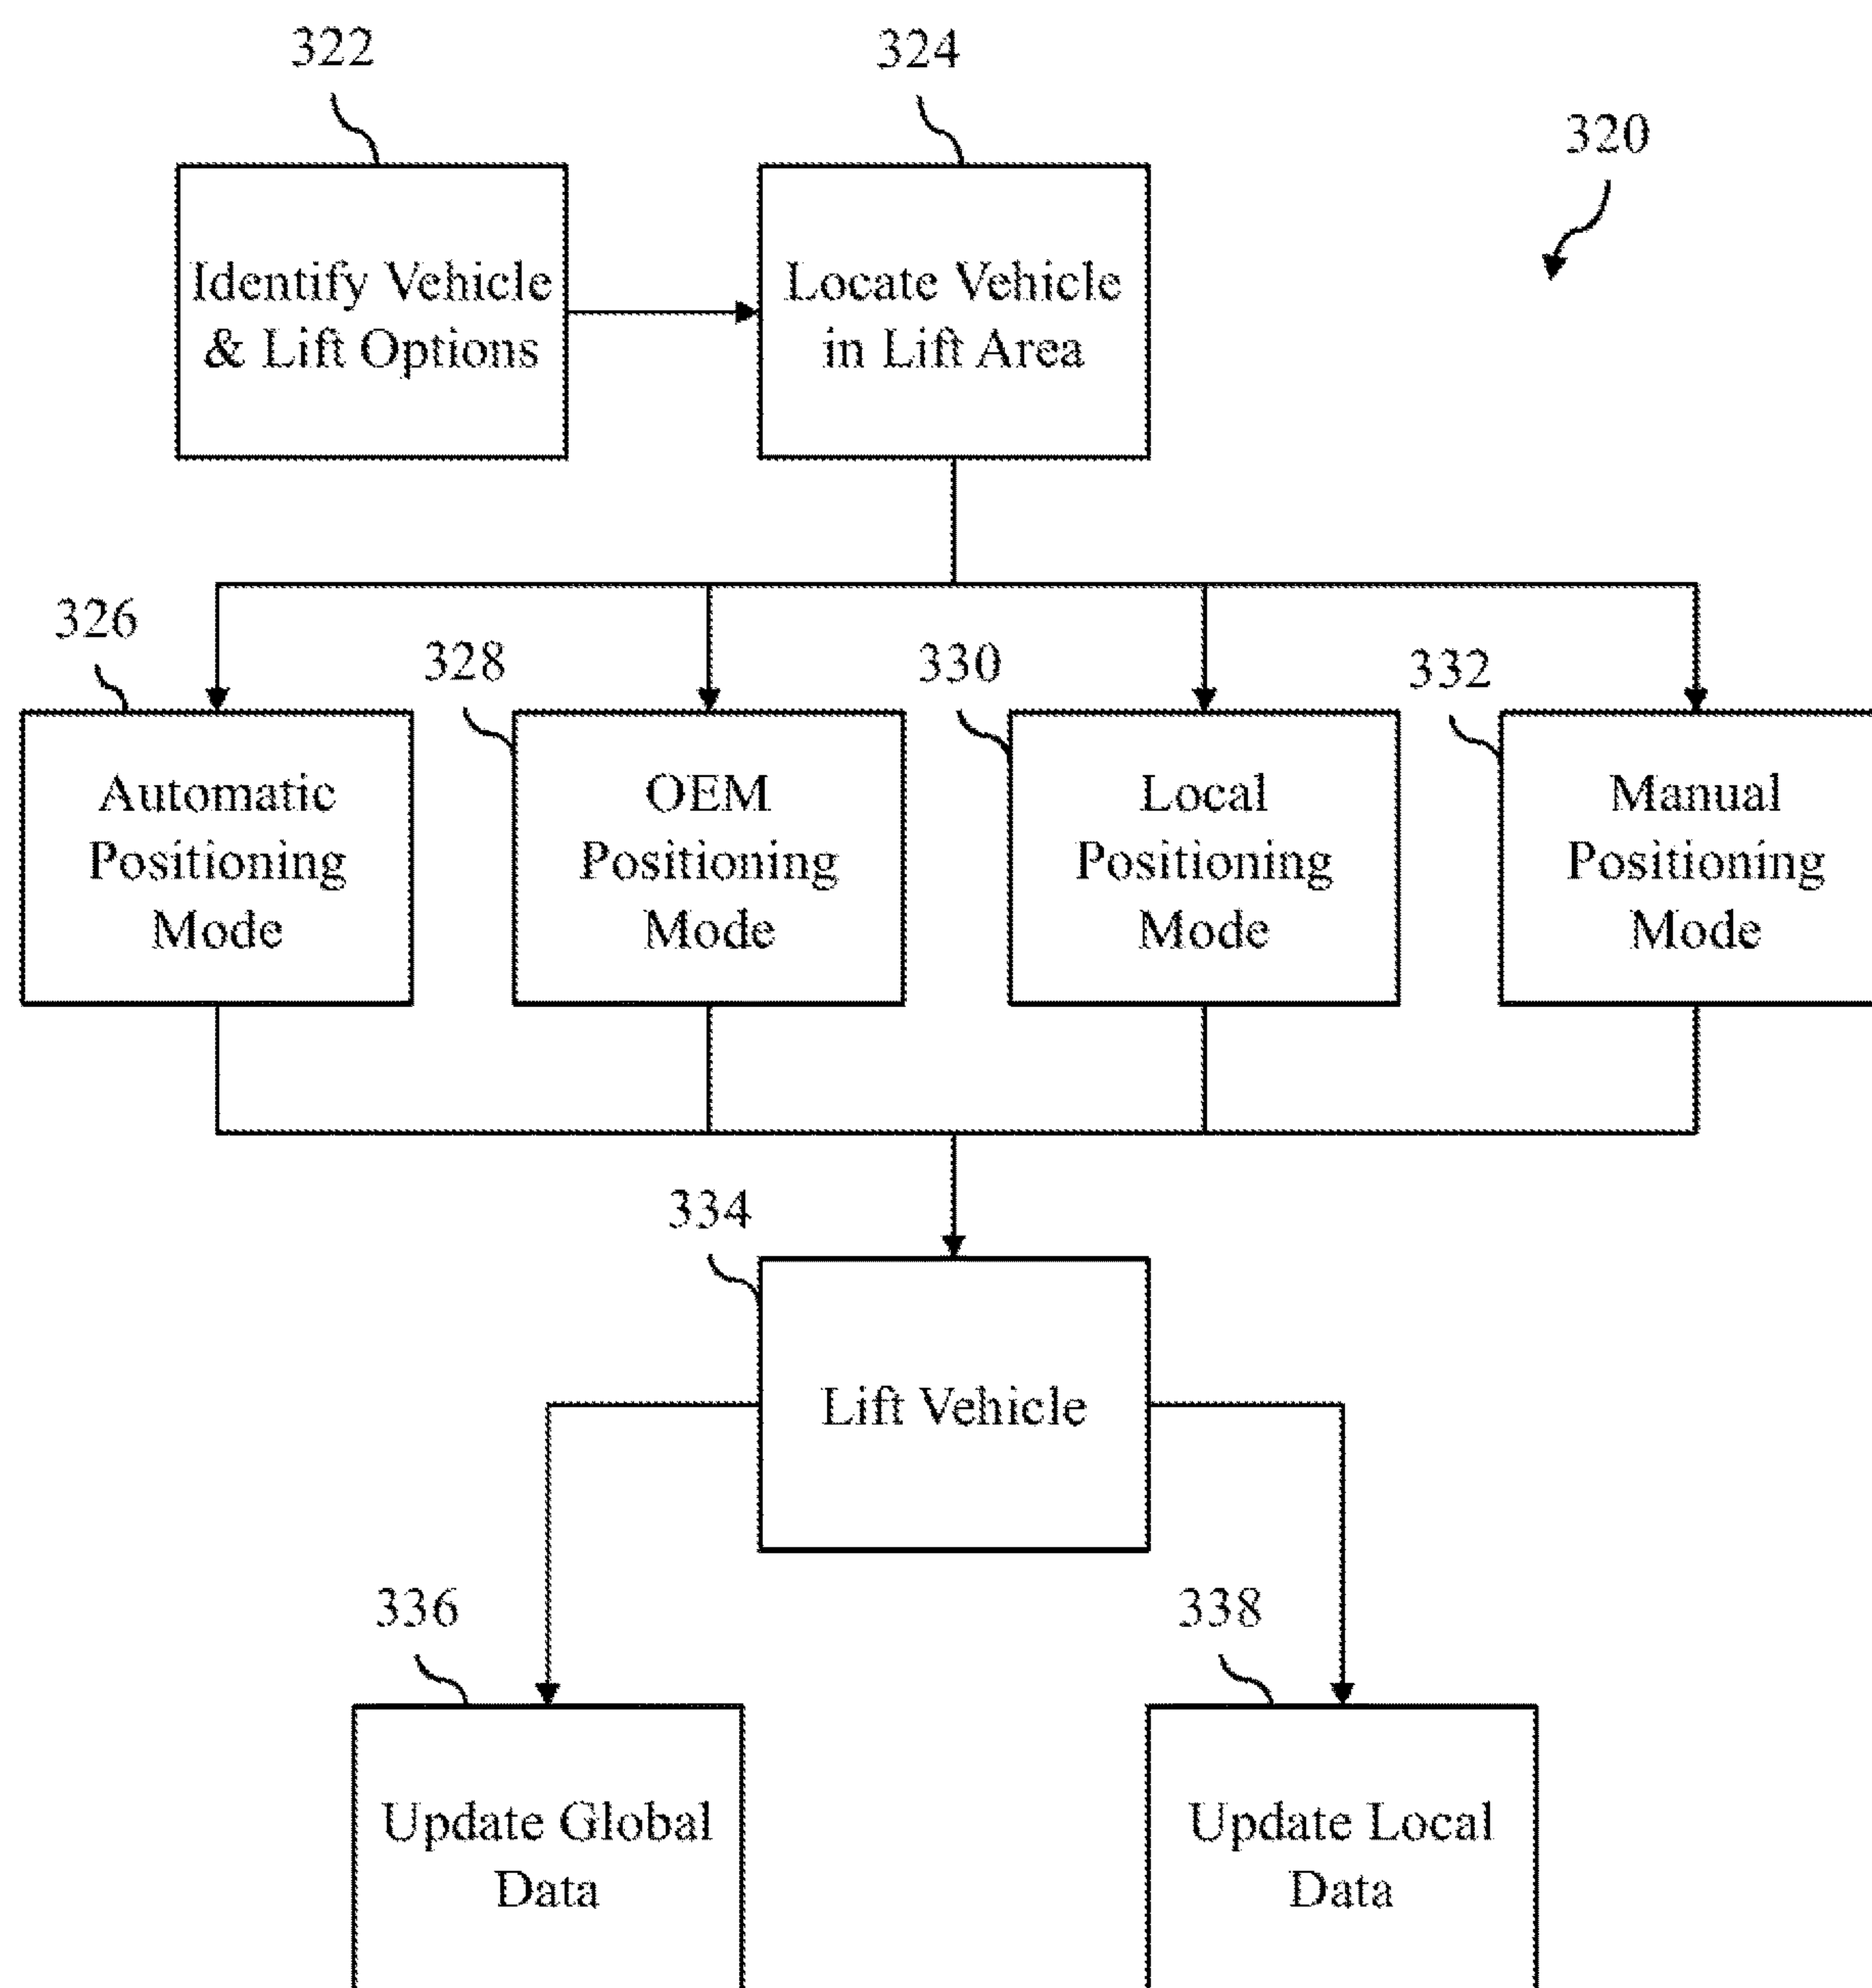 322
324
320
Identify Vehicle
& Lift Options
Locate Vehicle
in Lift Area
326
328
330
332
Automatic
Positioning
Mode
OEM
Positioning
Mode
Local
Positioning
Mode
Manual
Positioning
Mode
334
Lift Vehicle
336
338
Update Global
Data
Update Local
Data